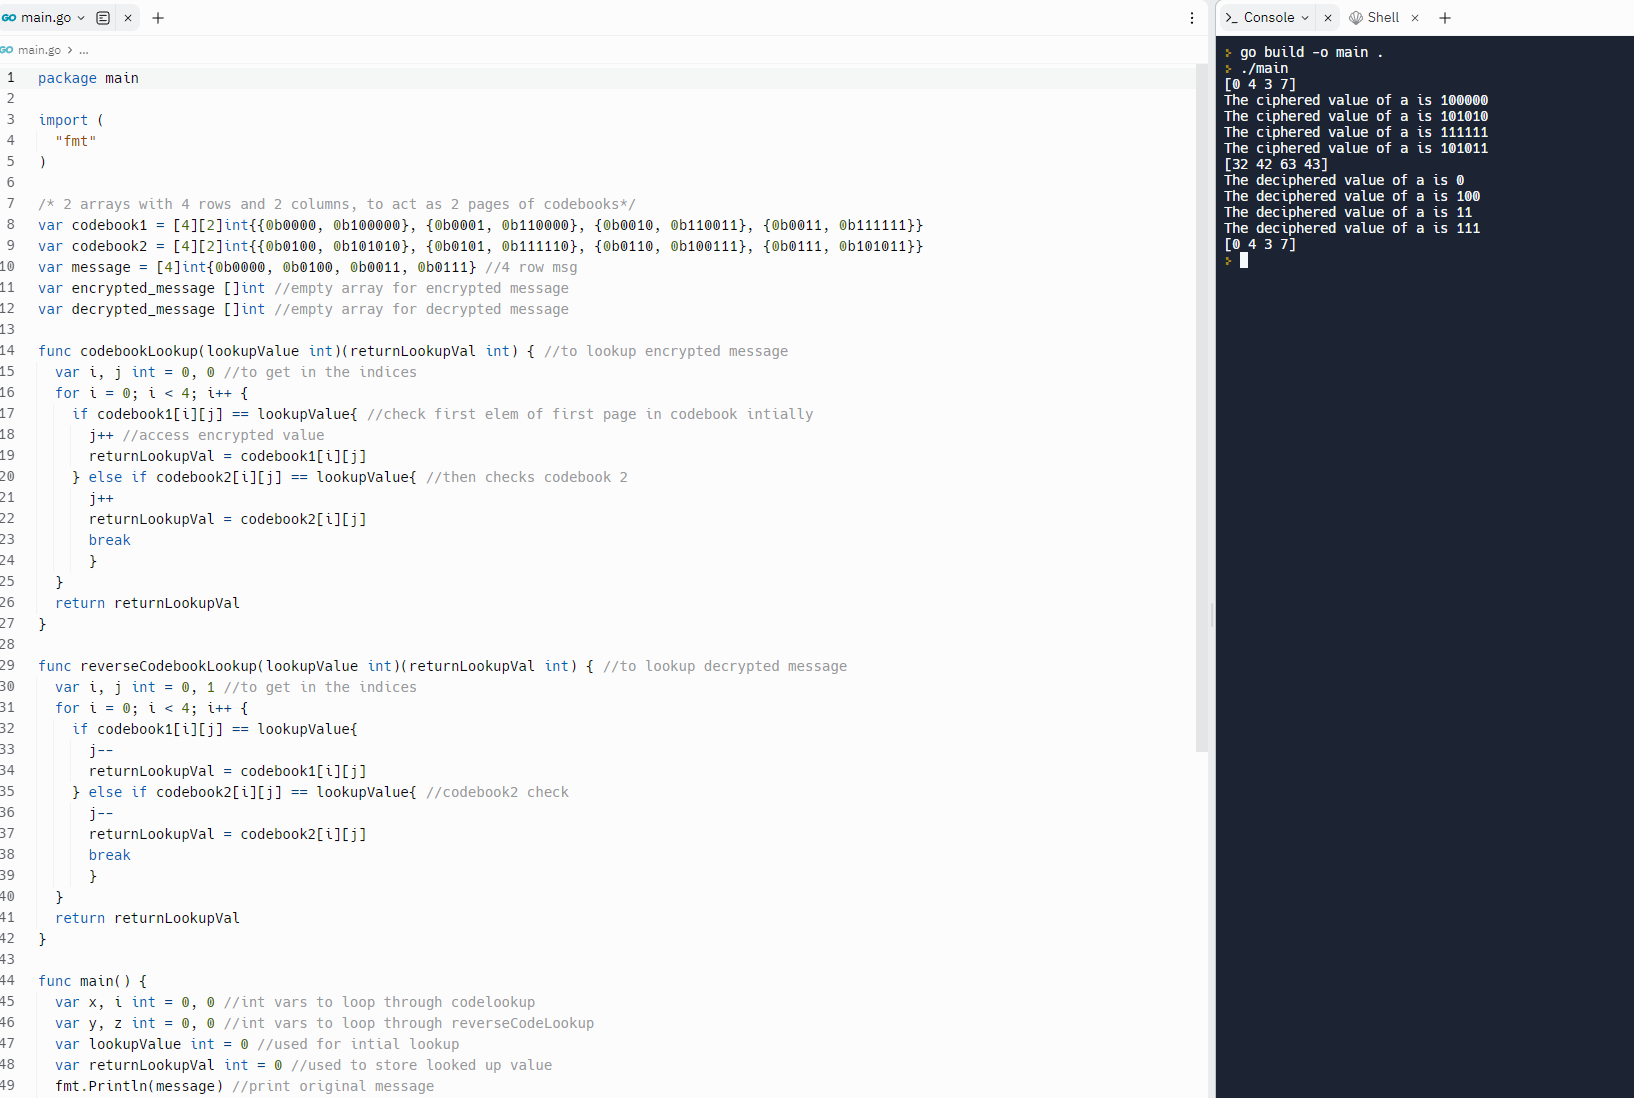 GO main.go
GO main.go > ...
1 package main
2
3 import (
4 "fmt"
5 )
6
7 /* 2 arrays with 4 rows and 2 columns, to act as 2 pages of codebooks*/
8 var codebook1 = [4][2]int{{0b0000, 0b100000}, {0b0001, 0b110000}, {0b0010, 0b110011}, {0b0011, 0b111111}}
9 var codebook2 = [4][2]int{{0b0100, 0b101010}, {0b0101, 0b111110}, {0b0110, 0b100111}, {0b0111, 0b101011}}
10 var message = [4]int{0b0000, 0b0100, 0b0011, 0b0111} //4 row msg
11 var encrypted_message []int //empty array for encrypted message
12 var decrypted_message []int //empty array for decrypted message
13
14 func codebookLookup(lookupValue int)(returnLookupVal int) { //to lookup encrypted message
15 var i, j int = 0, 0 //to get in the indices
16 for i = 0; i < 4; i++ {
17 if codebook1[i][j] == lookupValue{ //check first elem of first page in codebook intially
18 j++ //access encrypted value
19 returnLookupVal = codebook1[i][j]
20 } else if codebook2[i][j] == lookupValue{ //then checks codebook 2
21 j++
22 returnLookupVal = codebook2[i][j]
23 break
24 }
25 }
26 return returnLookupVal
27 }
28
29 func reverseCodebookLookup(lookupValue int)(returnLookupVal int) { //to lookup decrypted message
30 var i, j int = 0, 1 //to get in the indices
31 for i = 0; i < 4; i++ {
32 if codebook1[i][j] == lookupValue{
33 j--
34 returnLookupVal = codebook1[i][j]
35 } else if codebook2[i][j] == lookupValue{ //codebook2 check
36 j--
37 returnLookupVal = codebook2[i][j]
38 break
39 }
40 }
41 return returnLookupVal
42 }
43
44 func main() {
45 var x, i int = 0, 0 //int vars to loop through codelookup
46 var y, z int = 0, 0 //int vars to loop through reverseCodeLookup
47 var lookupValue int = 0 //used for intial lookup
48 var returnLookupVal int = 0 //used to store looked up value
49 fmt.Println(message) //print original message
Console
Shell
go build -o main .
./main
[0 4 3 7]
The ciphered value of a is 100000
The ciphered value of a is 101010
The ciphered value of a is 111111
The ciphered value of a is 101011
[32 42 63 43]
The deciphered value of a is 0
The deciphered value of a is 100
The deciphered value of a is 11
The deciphered value of a is 111
[0 4 3 7]